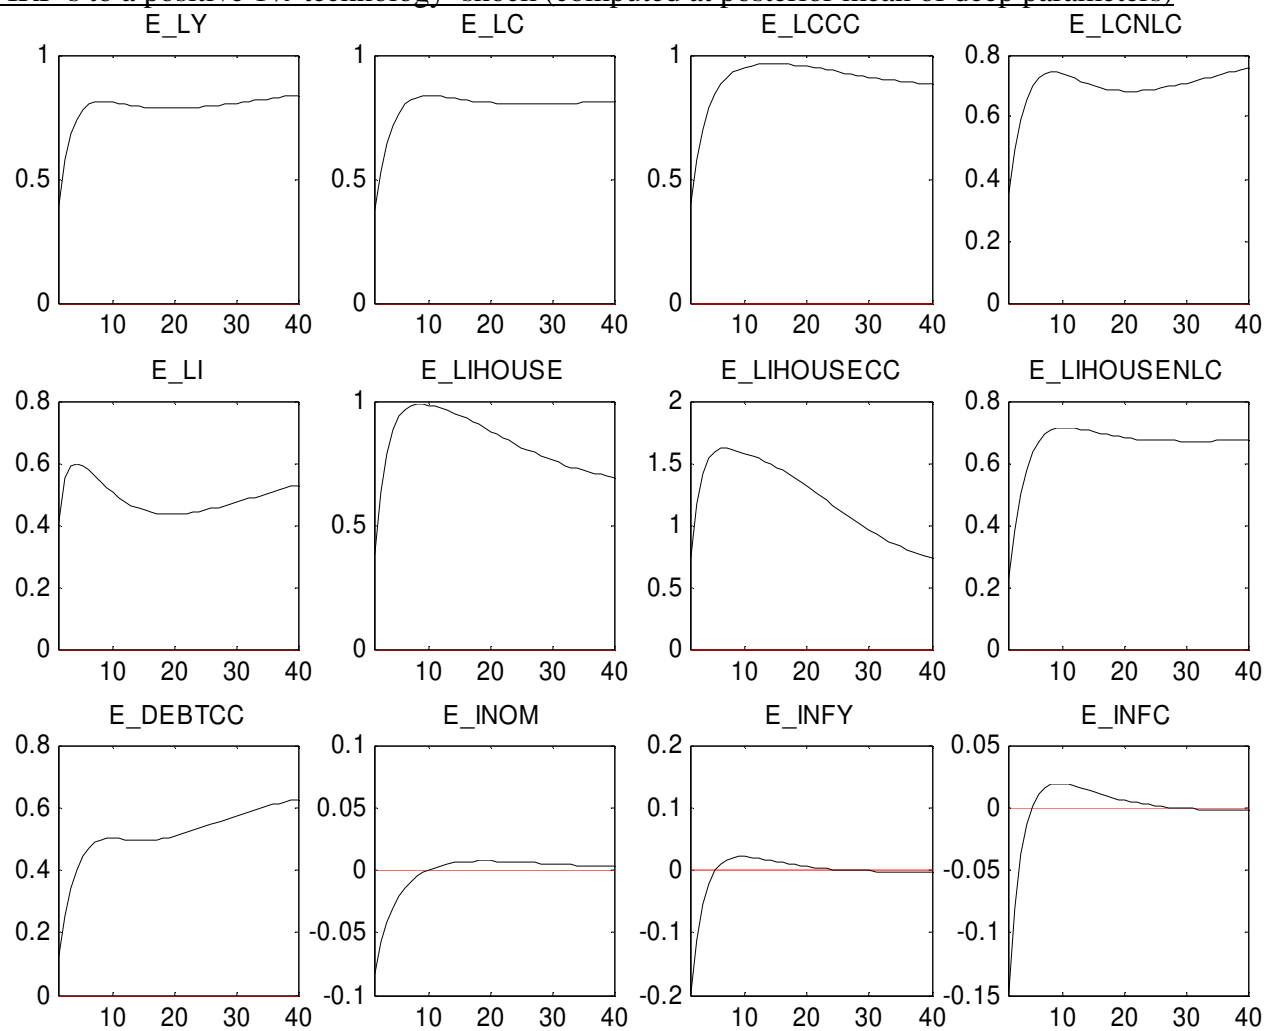 IRF's to a positive 1% technology shock (computed at posterior mean of deep parameters)
E_LY E_LC E_LCCC E_LCNLC
1 1 1 0.8
0.6
0.5 0.5 0.5 0.4
0.2
0 0 0 0
10 20 30 40 10 20 30 40 10 20 30 40 10 20 30 40
E_LI E_LIHOUSE E_LIHOUSECC E_LIHOUSENLC
0.8 1 2 0.8
0.6 1.5 0.6
0.4 0.5 1 0.4
0.2 0.5 0.2
0 0 0 0
10 20 30 40 10 20 30 40 10 20 30 40 10 20 30 40
E_DEBTCC E_INOM E_INFY E_INFC
0.8 0.1 0.2 0.05
0.6 0.05 0.1 0
0.4 0 0 -0.05
0.2 -0.05 -0.1 -0.1
0 -0.1 -0.2 -0.15
10 20 30 40 10 20 30 40 10 20 30 40 10 20 30 40